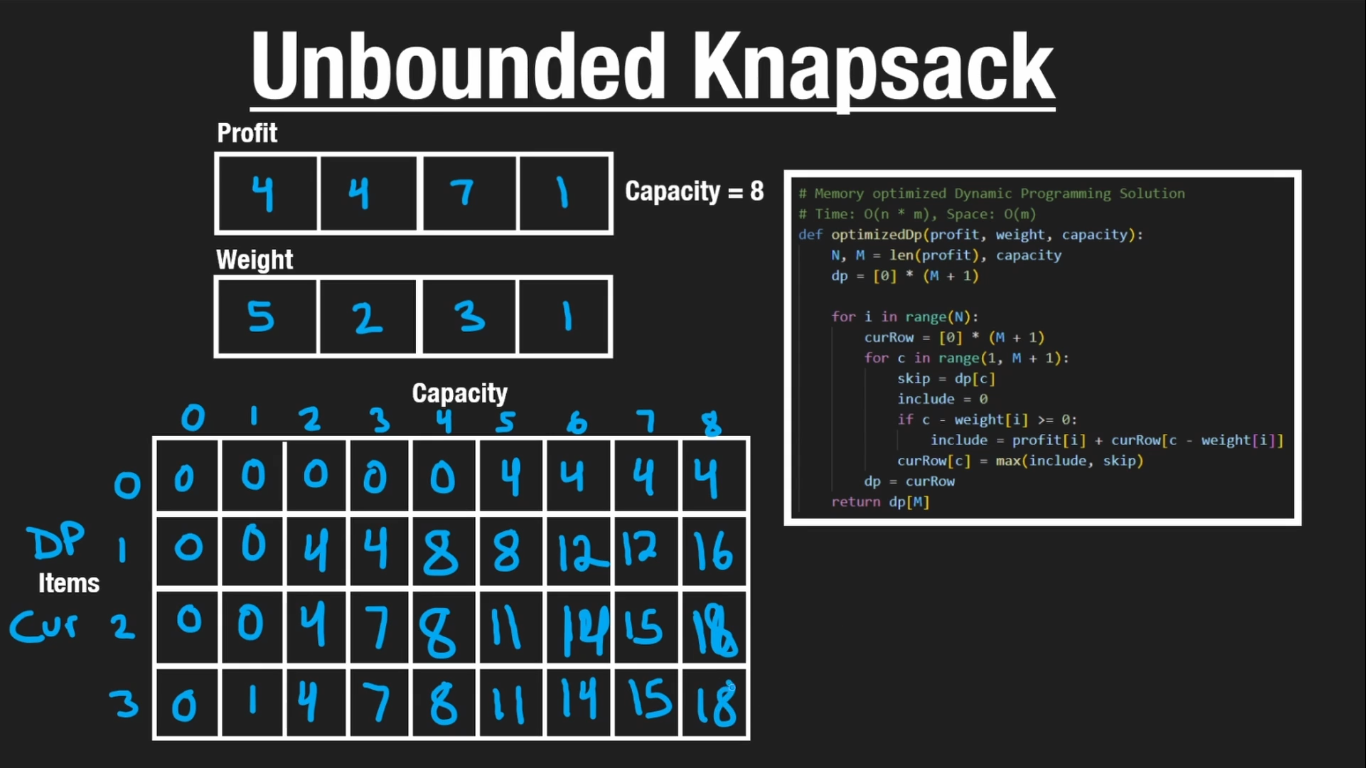 Unbounded Knapsack
Profit
4 4 7 1
Capacity = 8
Weight
5 2 3 1
Capacity
0 1 2 3 4 5 6 7 8
0 0 0 0 0 0 4 4 4 4
DP 1 0 0 4 4 8 8 12 12 16
Items
Cur 2 0 0 4 7 8 11 14 15 18
3 0 1 4 7 8 11 14 15 18
# Memory optimized Dynamic Programming Solution
# Time: O(n * m), Space: O(m)
def optimizedDp(profit, weight, capacity):
    N, M = len(profit), capacity
    dp = [0] * (M + 1)
    for i in range(N):
        curRow = [0] * (M + 1)
        for c in range(1, M + 1):
            skip = dp[c]
            include = 0
            if c - weight[i] >= 0:
                include = profit[i] + curRow[c - weight[i]]
            curRow[c] = max(include, skip)
        dp = curRow
    return dp[M]